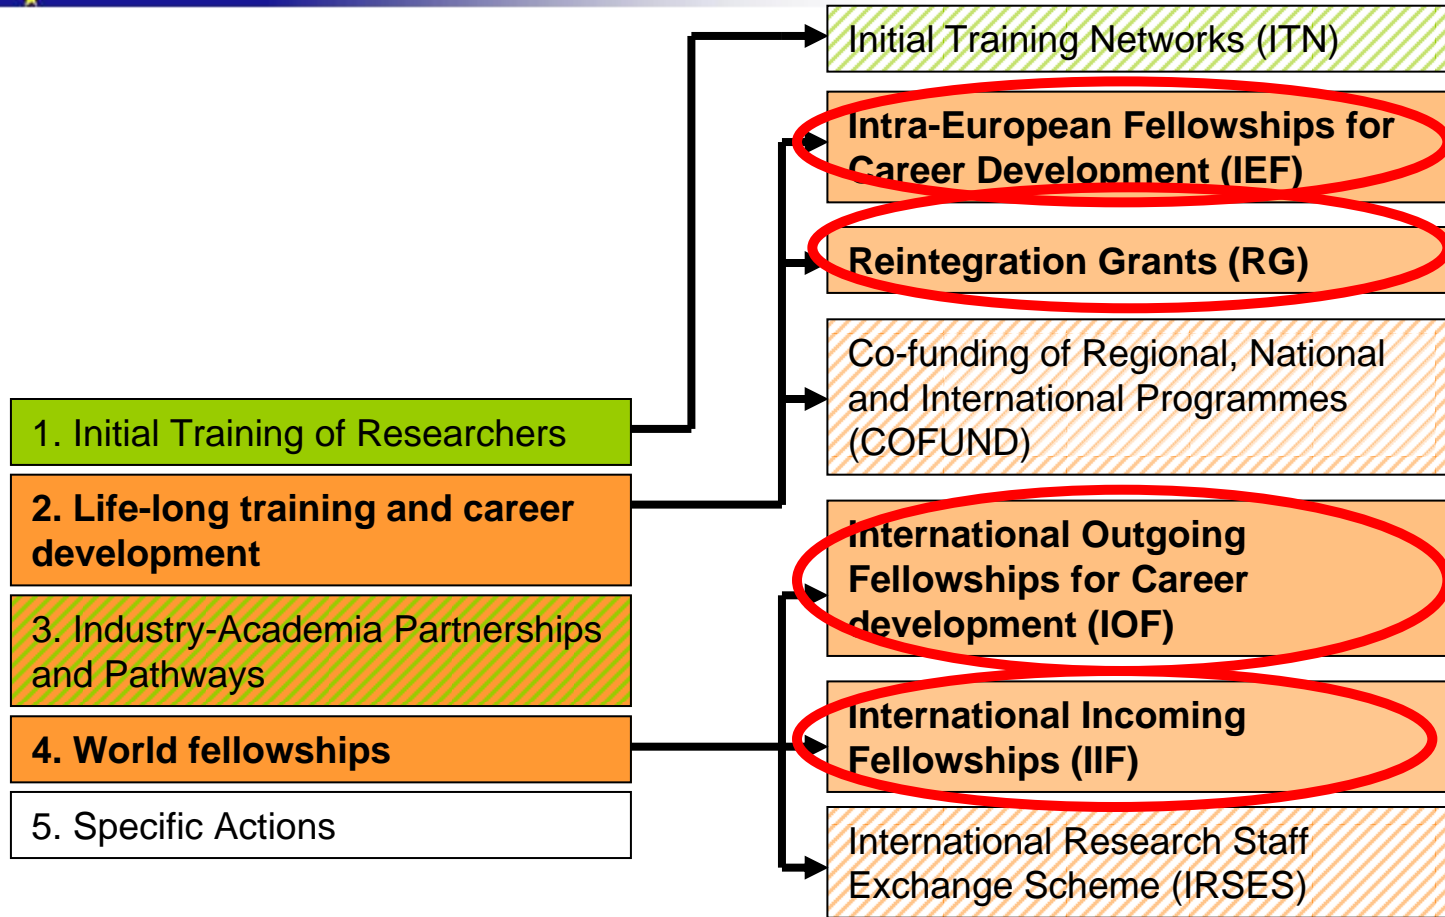 1. Initial Training of Researchers
2. Life-long training and career
development
3. Industry-Academia Partnerships
and Pathways
4. World fellowships
5. Specific Actions
Initial Training Networks (ITN)
Intra-European Fellowships for
Career Development (IEF)
Reintegration Grants (RG)
Co-funding of Regional, National
and International Programmes
(COFUND)
International Outgoing
Fellowships for Career
development (IOF)
International Incoming
Fellowships (IIF)
International Research Staff
Exchange Scheme (IRSES)